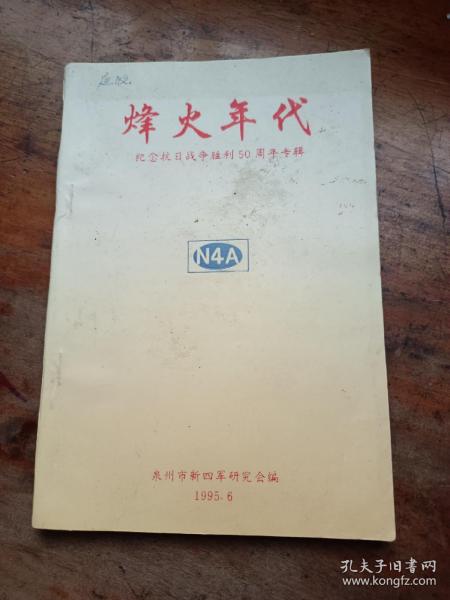 烽火年代
纪念抗日战争胜利50周年专辑
N4A
泉州市新四军研究会编
1995.6
孔夫子旧书网
www.kongfz.com